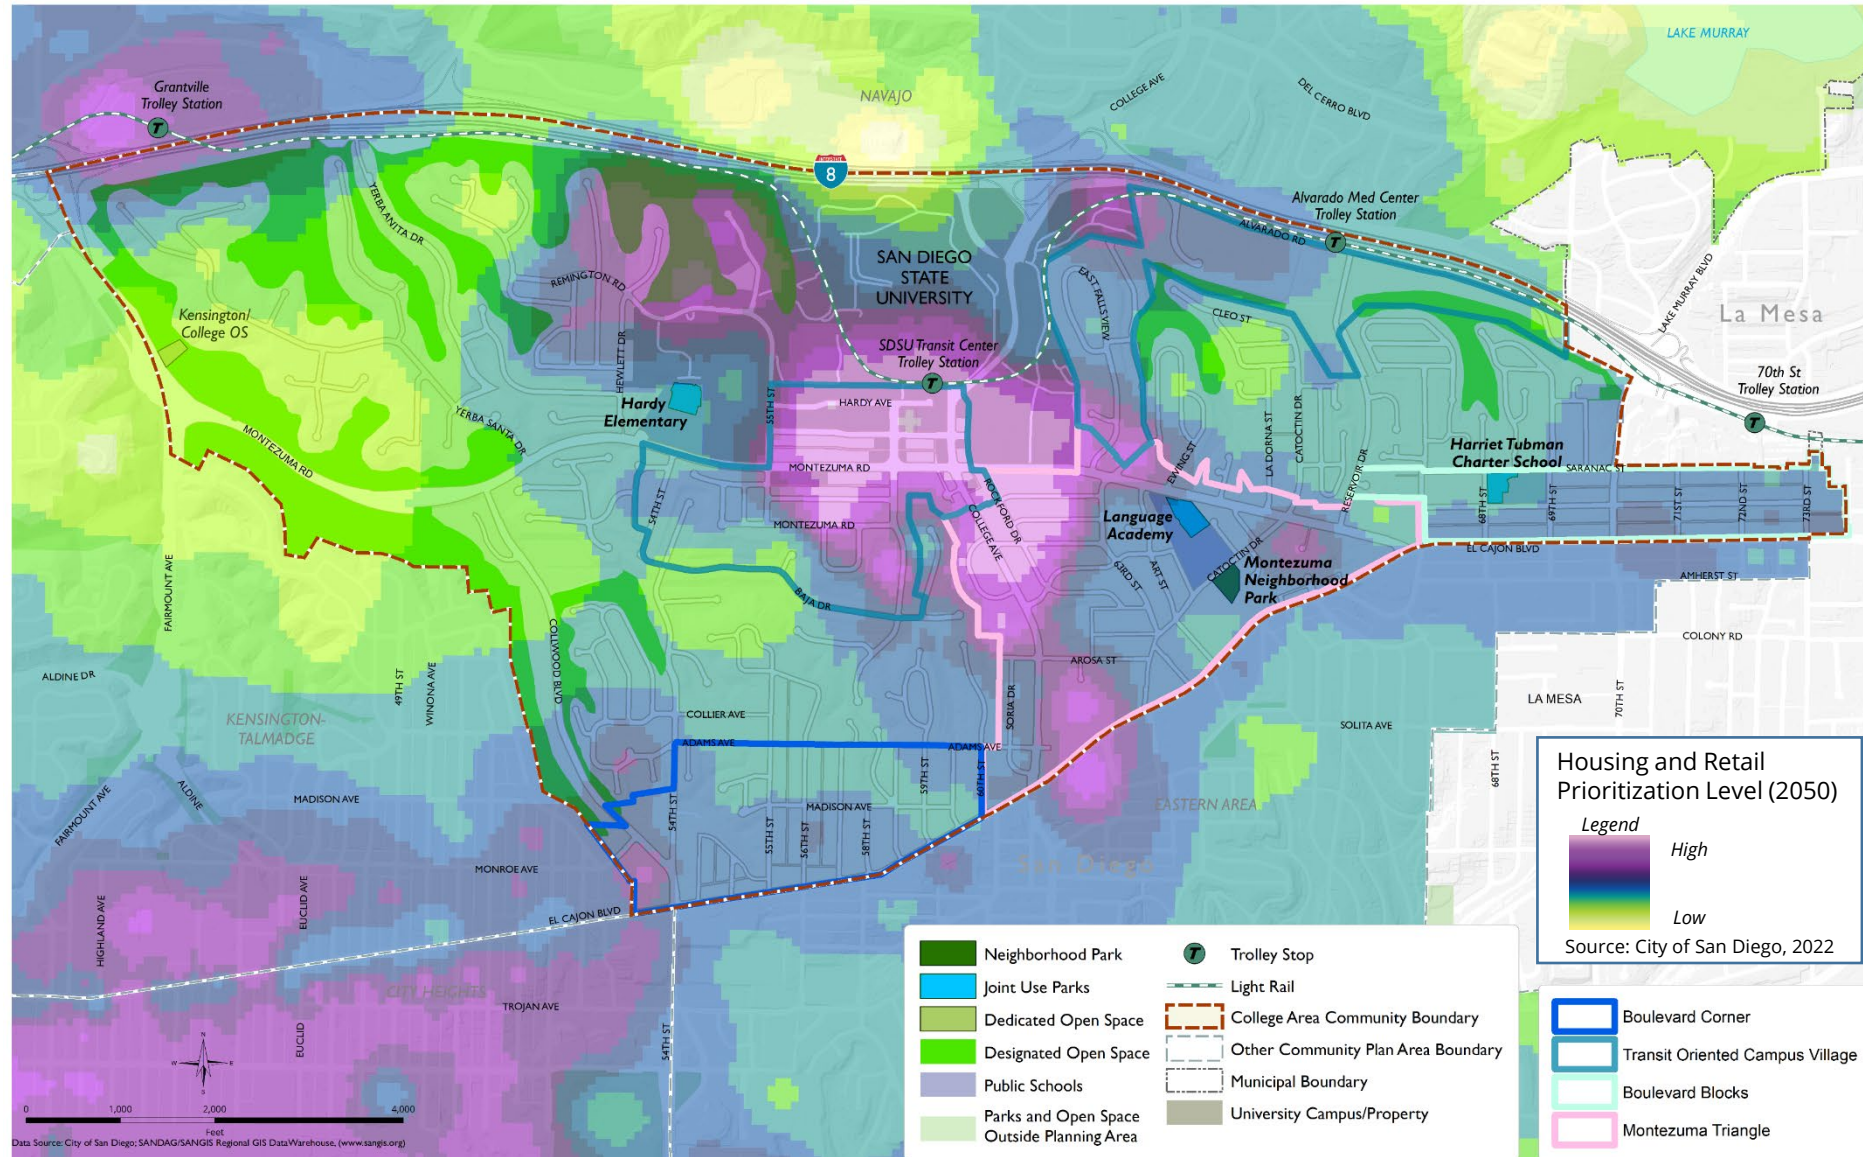 LAKE MURRAY
Grantville
Trolley Station
T
NAVAJO
COLLEGE AVE
DEL CERRO BLVD
INTERSTATE
8
YERBA ANITA DR
Alvarado Med Center
Trolley Station
T
ALVARADO RD
SAN DIEGO
STATE
UNIVERSITY
REMINGTON RD
EAST FALLS VIEW
LAKE MURRAY BLVD
La Mesa
Kensington/
College OS
CLEO ST
SDSU Transit Center
Trolley Station
T
HEWLETT DR
70th St
Trolley Station
T
Hardy
Elementary
55TH ST
HARDY AVE
YERBA SANTA DR
MONTEZUMA RD
LA DORNA ST
CATOCTIN DR
Harriet Tubman
Charter School
SARANAC ST
MONTEZUMA RD
EWING ST
RESERVOIR DR
54TH ST
ROCKFORD DR
COLLEGE AVE
68TH ST
69TH ST
71ST ST
72ND ST
73RD ST
MONTEZUMA RD
Language
Academy
EL CAJON BLVD
CATOCTIN DR
63RD ST
ART ST
Montezuma
Neighborhood
Park
AMHERST ST
FAIRMOUNT AVE
BAJA DR
COLONY RD
COLLWOOD BLVD
ALDINE DR
49TH ST
WINONA AVE
AROSA ST
LA MESA
70TH ST
KENSINGTON-
TALMADGE
COLLIER AVE
SORIA DR
SOLITA AVE
ADAMS AVE
ADAMS AVE
68TH ST
59TH ST
60TH ST
FAIRMOUNT AVE
ALDINE
MADISON AVE
54TH ST
MADISON AVE
EASTERN AREA
55TH ST
56TH ST
58TH ST
MONROE AVE
San Diego
HIGHLAND AVE
EUCLID AVE
EL CAJON BLVD
CITY HEIGHTS
TROJAN AVE
EUCLID
54TH ST
N
W
E
S
0 1,000 2,000 4,000
Feet
Data Source: City of San Diego; SANDAG/SANGIS Regional GIS DataWarehouse, (www.sangis.org)
Housing and Retail
Prioritization Level (2050)
Legend
High
Low
Source: City of San Diego, 2022
Neighborhood Park
Joint Use Parks
Dedicated Open Space
Designated Open Space
Public Schools
Parks and Open Space
Outside Planning Area
T
Trolley Stop
Light Rail
College Area Community Boundary
Other Community Plan Area Boundary
Municipal Boundary
University Campus/Property
Boulevard Corner
Transit Oriented Campus Village
Boulevard Blocks
Montezuma Triangle